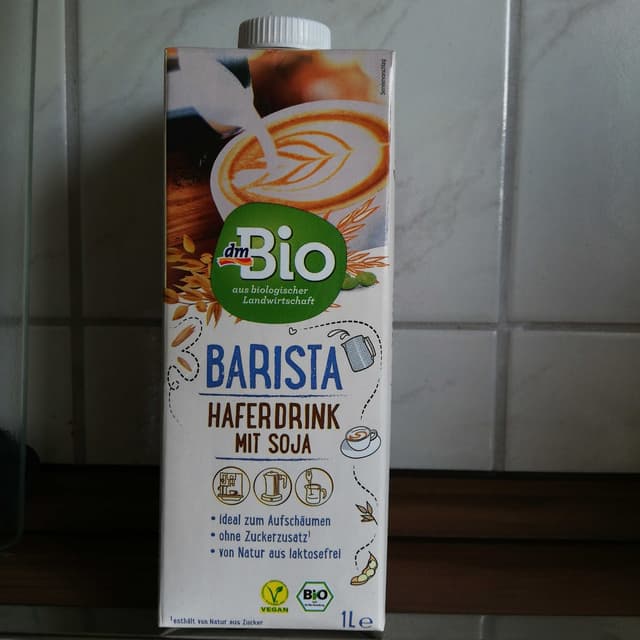 dm
Bio
aus biologischer
Landwirtschaft
BARISTA
HAFERDRINK
MIT SOJA
• ideal zum Aufschäumen
• ohne Zuckerzusatz¹
• von Natur aus laktosefrei
VEGAN
BIO
¹enthält von Natur aus Zucker
1L e